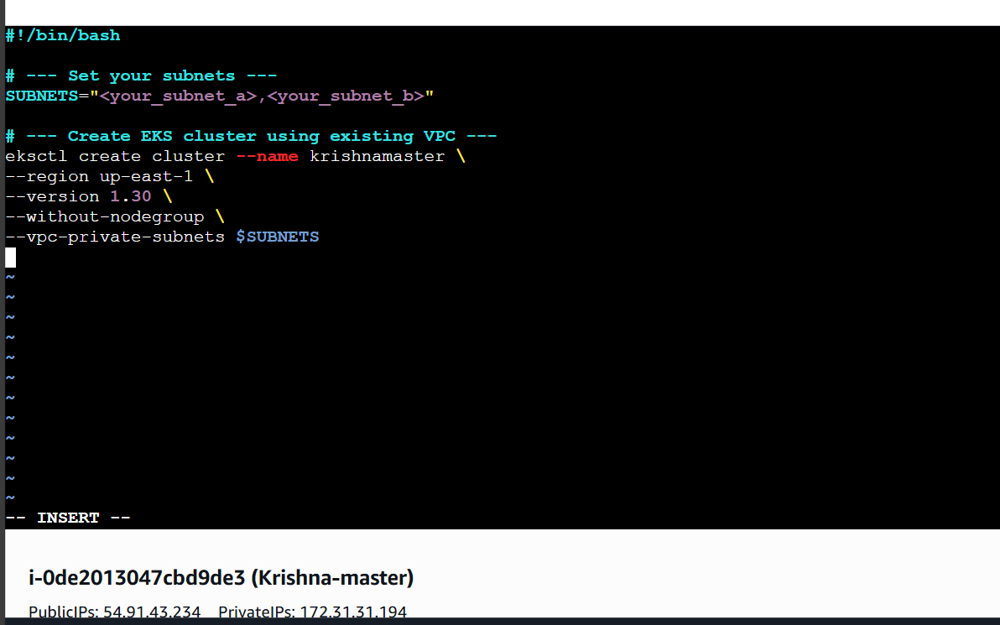 #!/bin/bash
# --- Set your subnets ---
SUBNETS="<your_subnet_a>,<your_subnet_b>"
# --- Create EKS cluster using existing VPC ---
eksctl create cluster --name krishnamaster \
--region up-east-1 \
--version 1.30 \
--without-nodegroup \
--vpc-private-subnets $SUBNETS
~
~
~
~
~
~
~
~
~
~
~
~
-- INSERT --
i-0de2013047cbd9de3 (Krishna-master)
PublicIPs: 54.91.43.234 PrivateIPs: 172.31.31.194